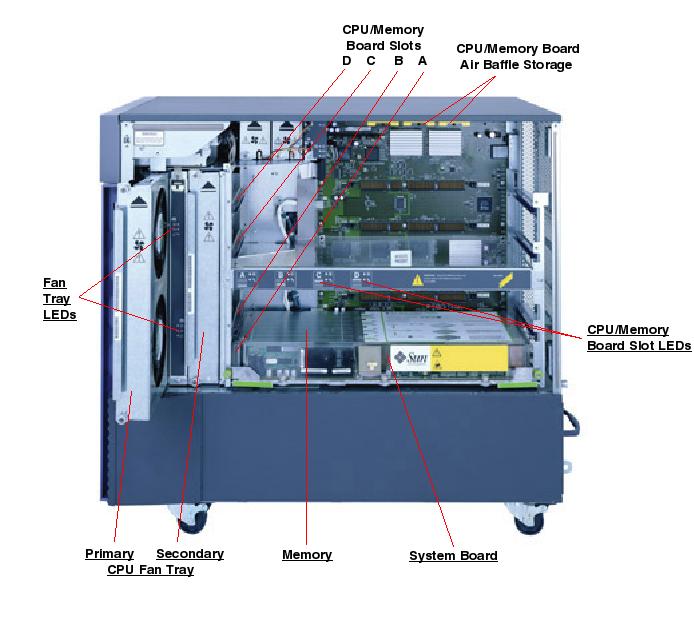 CPU/Memory
Board Slots
D C B A
CPU/Memory Board
Air Baffle Storage
Fan
Tray
LEDs
A B C D
CPU/Memory
Board Slot LEDs
Sun
Primary Secondary
CPU Fan Tray
Memory
System Board